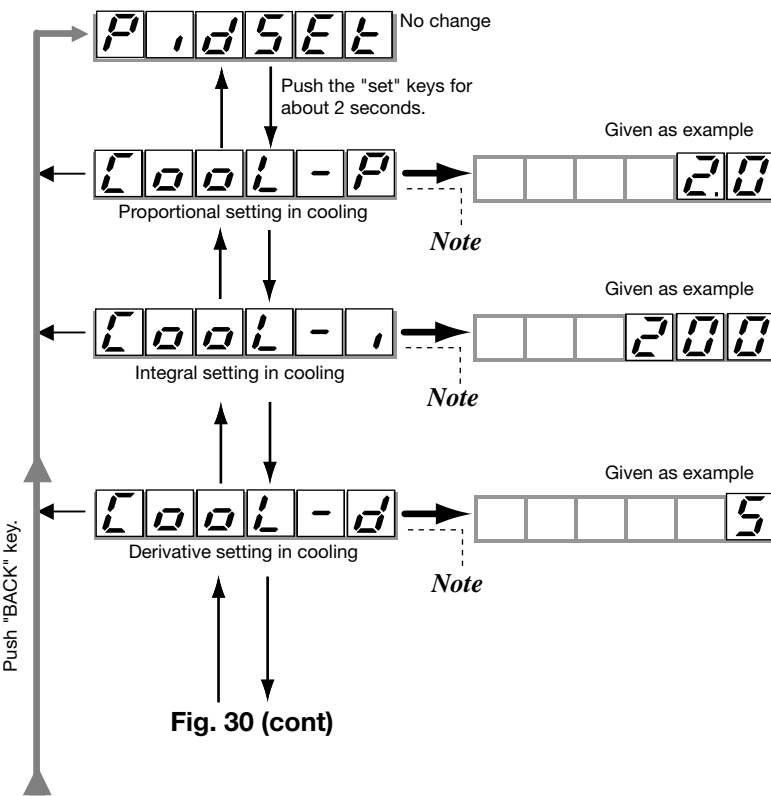 PidSEt
No change
Push the "set" keys for
about 2 seconds.
Given as example
CooL-P
2.0
Proportional setting in cooling
Note
Given as example
CooL-i
200
Integral setting in cooling
Note
Given as example
CooL-d
5
Derivative setting in cooling
Note
Push "BACK" key.
Fig. 30 (cont)